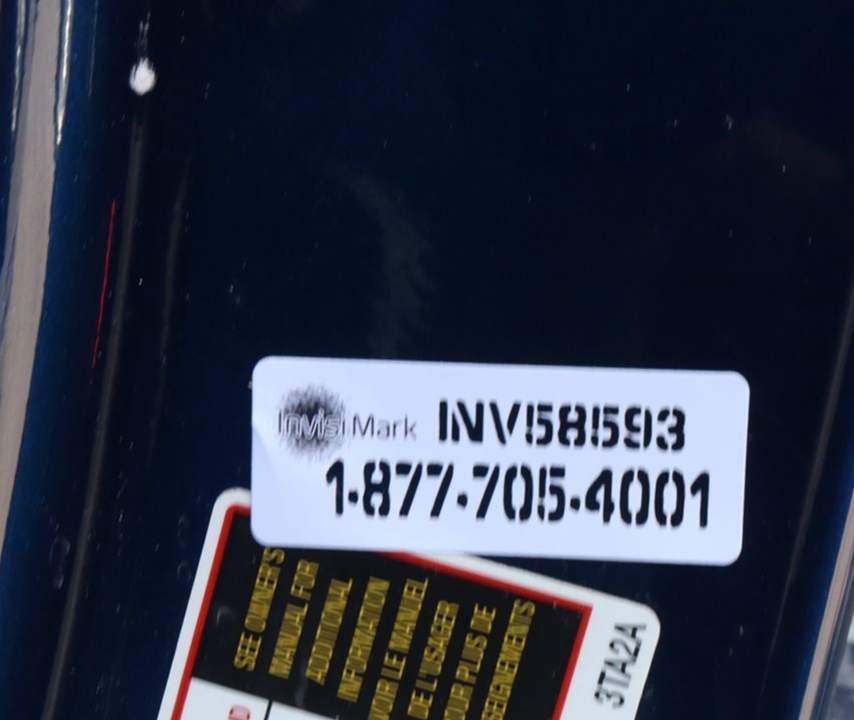 InvisiMark INV58593
1-877-705-4001
SEE OWNER'S
MANUAL FOR
ADDITIONAL
INFORMATION
VOIR LE MANUEL
DE L'USAGER
POUR PLUS DE
3TA2A